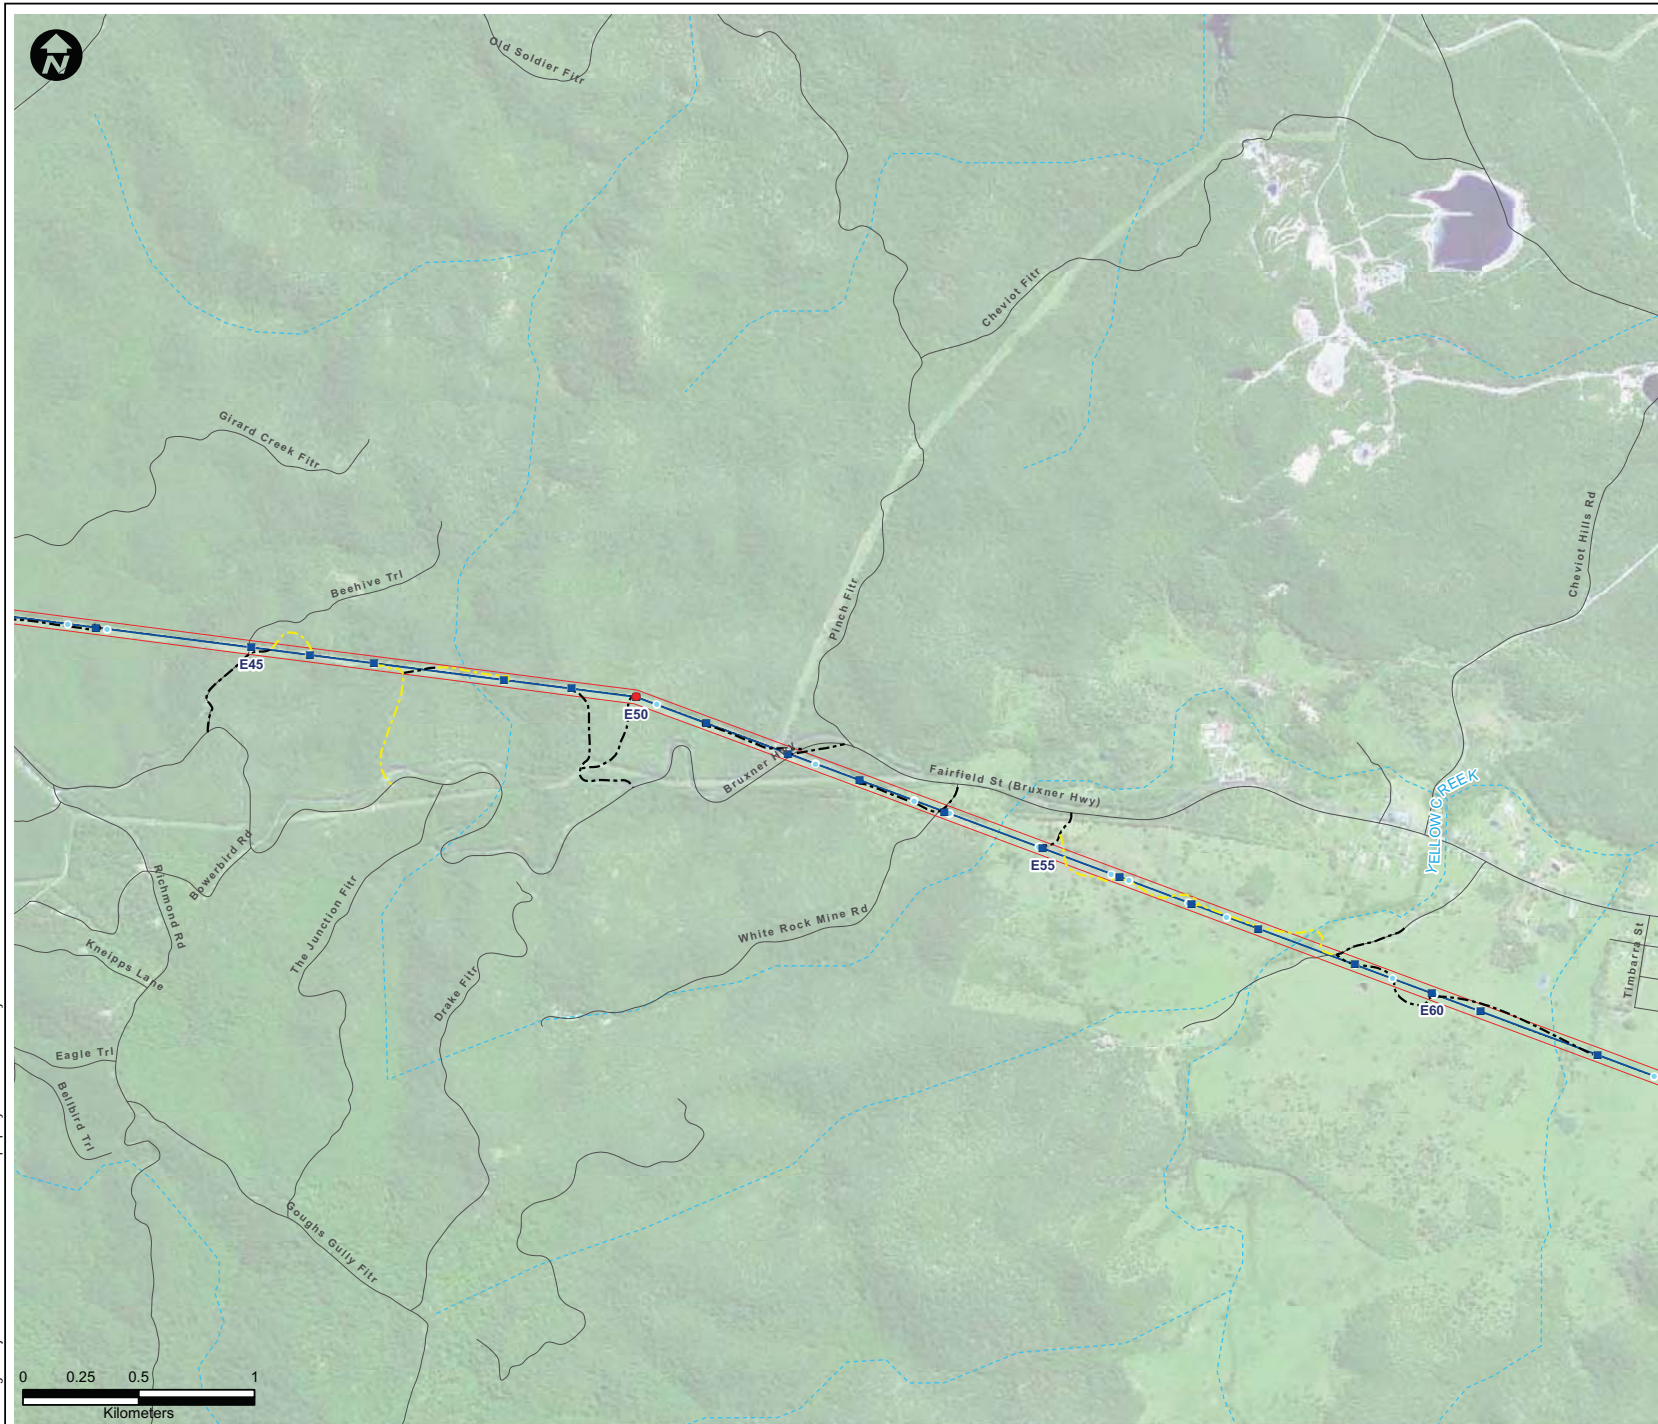 N
Old Soldier Fitr
Cheviot Fitr
Girard Creek Fitr
Cheviot Hills Rd
Beehive Trl
Pinch Fitr
E45
E50
Bruxner Hwy
Fairfield St (Bruxner Hwy)
YELLOW CREEK
E55
Bowerbird Rd
Richmond Rd
The Junction Fitr
White Rock Mine Rd
Kneipps Lane
Drake Fitr
Timbarra St
E60
Eagle Trl
Bellbird Trl
Goughs Gully Fitr
0 0.25 0.5 1
Kilometers